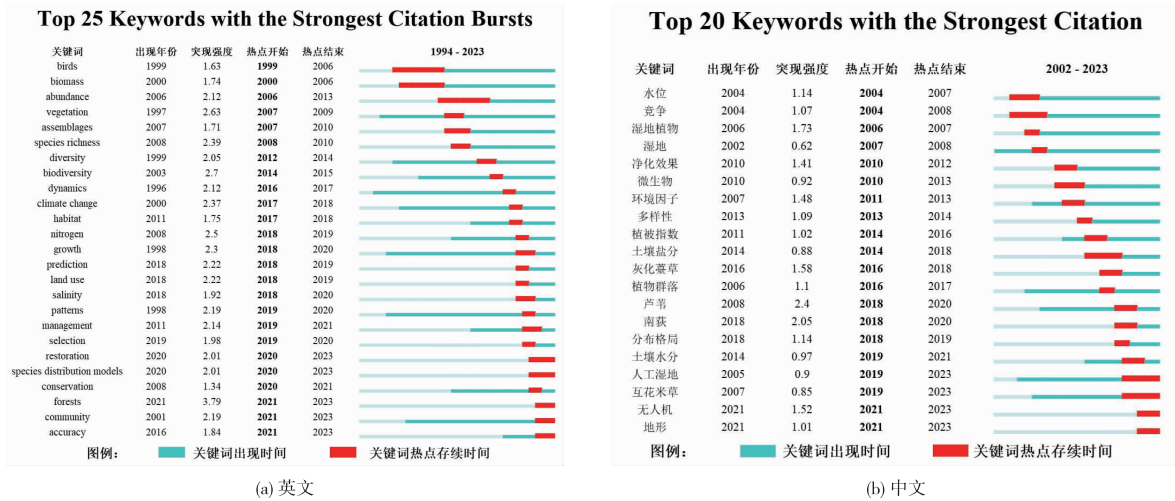 Top 25 Keywords with the Strongest Citation Bursts
关键词 出现年份 突现强度 热点开始 热点结束 1994 - 2023
birds 1999 1.63 1999 2006
biomass 2000 1.74 2000 2006
abundance 2006 2.12 2006 2013
vegetation 1997 2.63 2007 2009
assemblages 2007 1.71 2007 2010
species richness 2008 2.39 2008 2010
diversity 1999 2.05 2012 2014
biodiversity 2003 2.7 2014 2015
dynamics 1996 2.12 2016 2017
climate change 2000 2.37 2017 2018
habitat 2011 1.75 2017 2018
nitrogen 2008 2.5 2018 2019
growth 1998 2.3 2018 2020
prediction 2018 2.22 2018 2019
land use 2018 2.22 2018 2019
salinity 2018 1.92 2018 2020
patterns 1998 2.19 2019 2020
management 2011 2.14 2019 2021
selection 2019 1.98 2019 2020
restoration 2020 2.01 2020 2023
species distribution models 2020 2.01 2020 2023
conservation 2008 1.34 2020 2021
forests 2021 3.79 2021 2023
community 2001 2.19 2021 2023
accuracy 2016 1.84 2021 2023
图例： 关键词出现时间 关键词热点存续时间
(a) 英文
Top 20 Keywords with the Strongest Citation
关键词 出现年份 突现强度 热点开始 热点结束 2002 - 2023
水位 2004 1.14 2004 2007
竞争 2004 1.07 2004 2008
湿地植物 2006 1.73 2006 2007
湿地 2002 0.62 2007 2008
净化效果 2010 1.41 2010 2012
微生物 2010 0.92 2010 2013
环境因子 2007 1.48 2011 2013
多样性 2013 1.09 2013 2014
植被指数 2011 1.02 2014 2016
土壤盐分 2014 0.88 2014 2018
灰化薹草 2016 1.58 2016 2018
植物群落 2006 1.1 2016 2017
芦苇 2008 2.4 2018 2020
南荻 2018 2.05 2018 2020
分布格局 2018 1.14 2018 2019
土壤水分 2014 0.97 2019 2021
人工湿地 2005 0.9 2019 2023
互花米草 2007 0.85 2019 2023
无人机 2021 1.52 2021 2023
地形 2021 1.01 2021 2023
图例： 关键词出现时间 关键词热点存续时间
(b) 中文